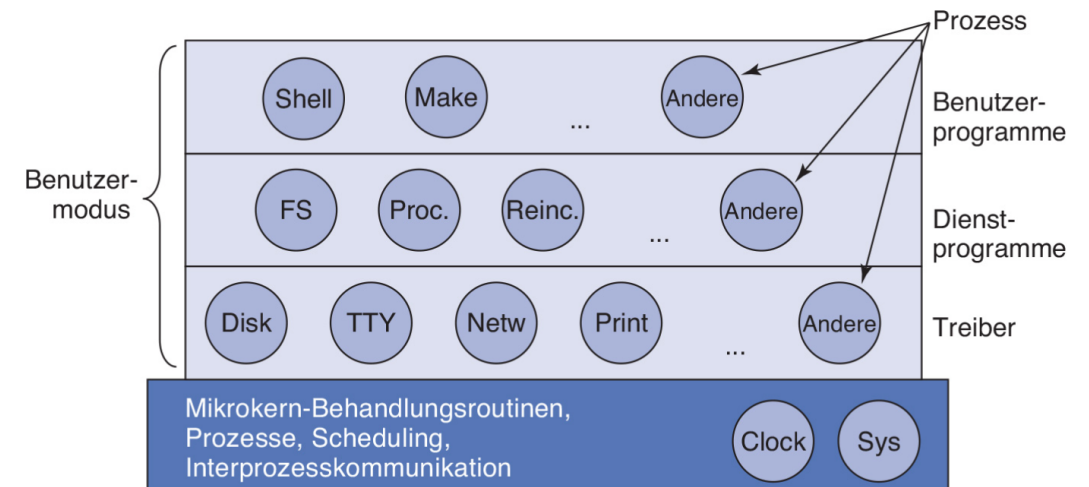 Prozess
Shell
Make
...
Andere
Benutzer-
programme
Benutzer-
modus
FS
Proc.
Reinc.
...
Andere
Dienst-
programme
Disk
TTY
Netw
Print
...
Andere
Treiber
Mikrokern-Behandlungsroutinen,
Prozesse, Scheduling,
Interprozesskommunikation
Clock
Sys